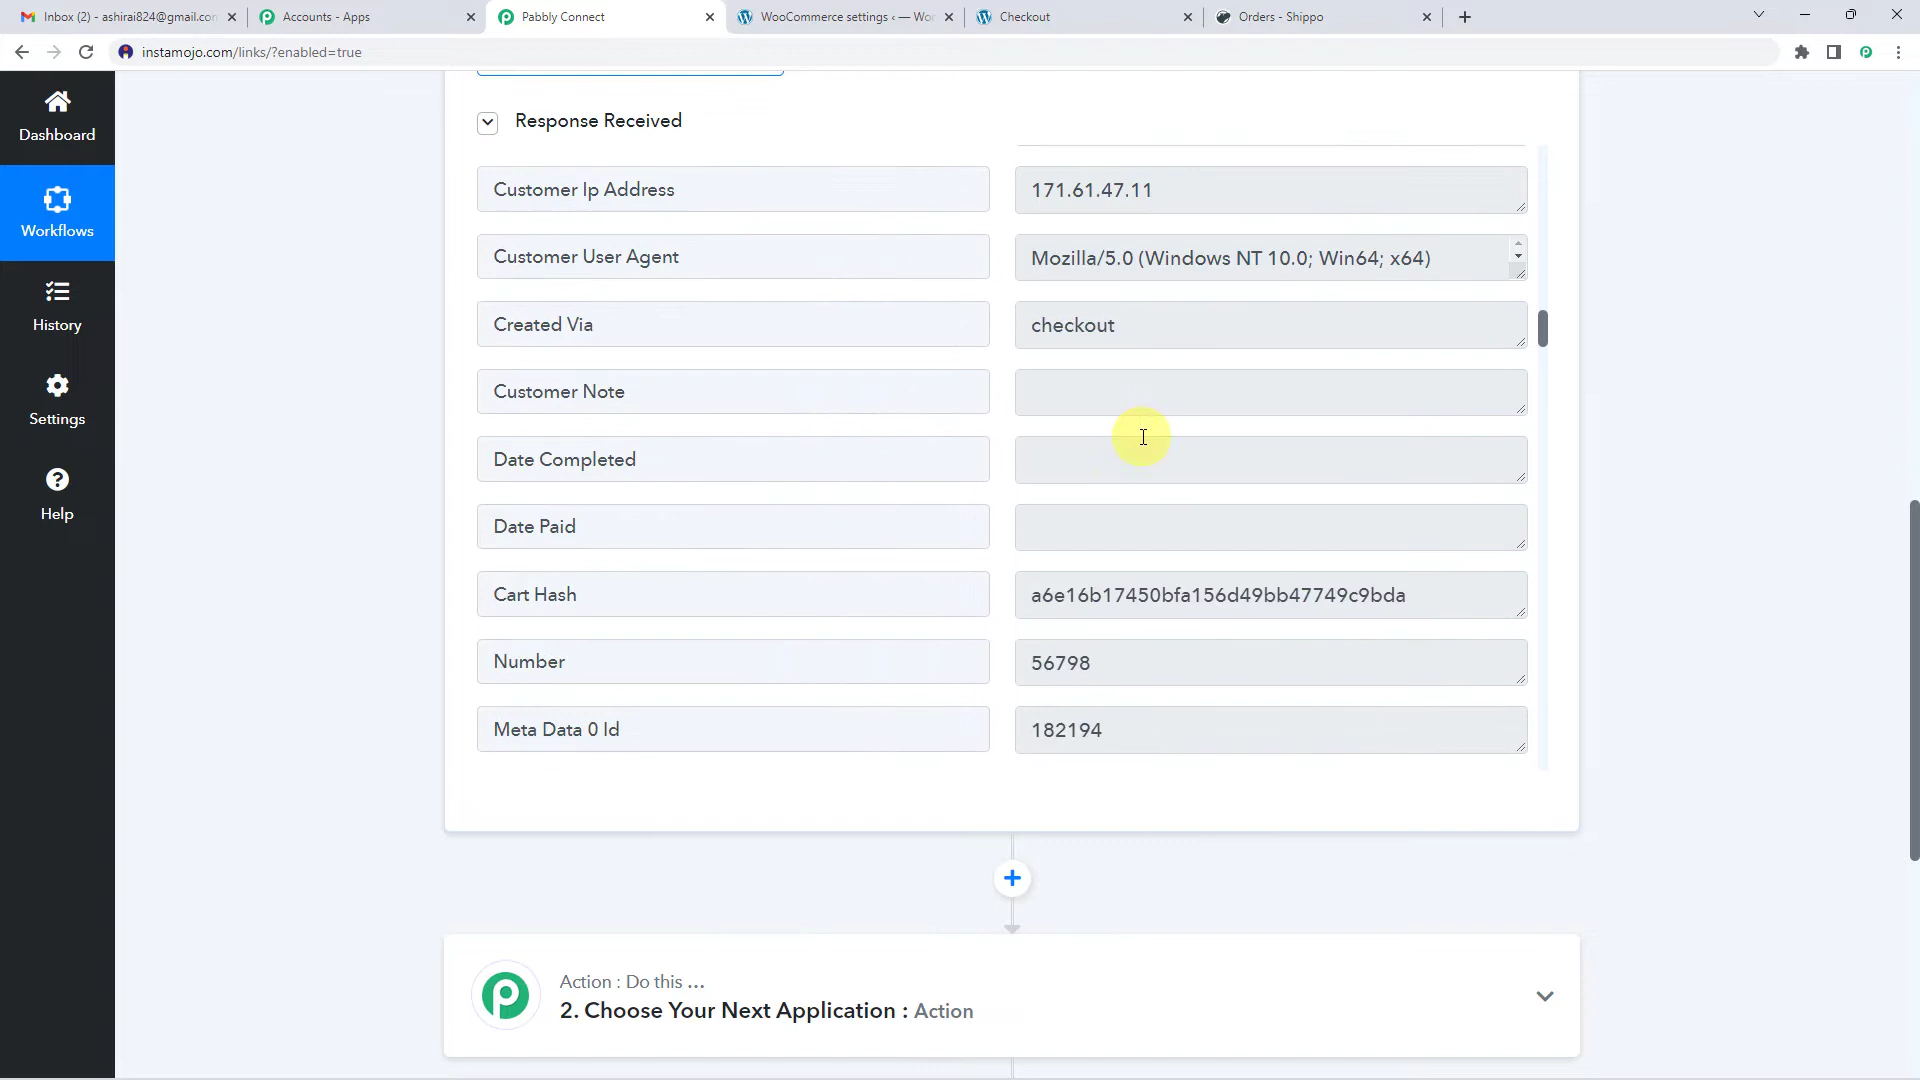 Inbox (2) - ashirai824@gmail.con
Accounts - Apps
Pabbly Connect
WooCommerce settings ‹ — Wo
Checkout
Orders - Shippo
instamojo.com/links/?enabled=true
Dashboard
Workflows
History
Settings
Help
Response Received
Customer Ip Address
171.61.47.11
Customer User Agent
Mozilla/5.0 (Windows NT 10.0; Win64; x64)
Created Via
checkout
Customer Note
Date Completed
Date Paid
Cart Hash
a6e16b17450bfa156d49bb47749c9bda
Number
56798
Meta Data 0 Id
182194
Action : Do this ...
2. Choose Your Next Application : Action